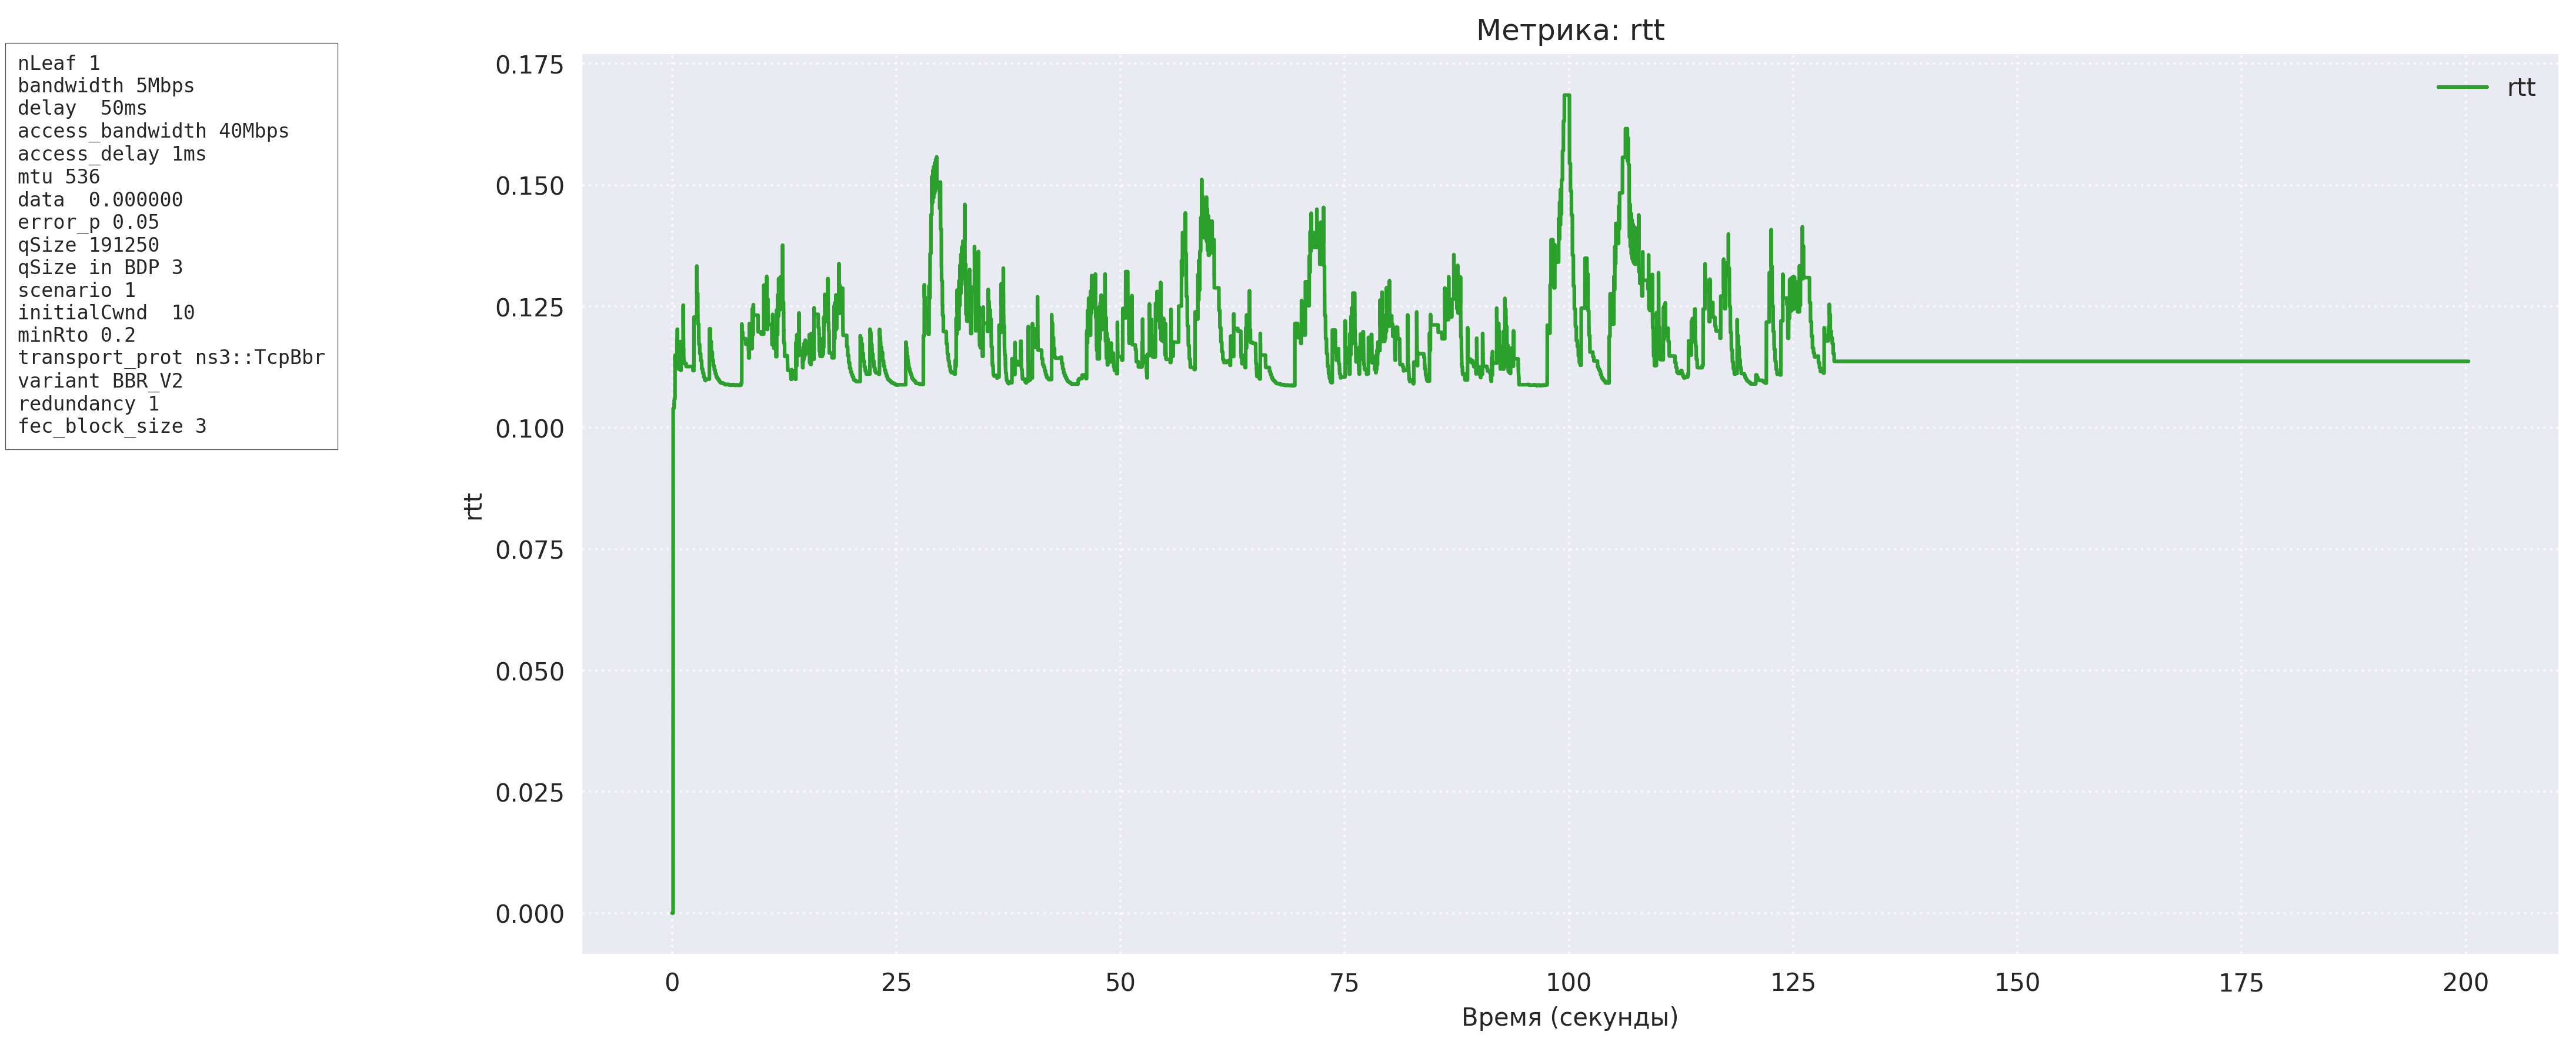 Метрика: rtt
nLeaf 1
bandwidth 5Mbps
delay  50ms
access_bandwidth 40Mbps
access_delay 1ms
mtu 536
data  0.000000
error_p 0.05
qSize 191250
qSize in BDP 3
scenario 1
initialCwnd  10
minRto 0.2
transport_prot ns3::TcpBbr
variant BBR_V2
redundancy 1
fec_block_size 3
rtt
0.175
0.150
0.125
0.100
0.075
0.050
0.025
0.000
rtt
0 25 50 75 100 125 150 175 200
Время (секунды)